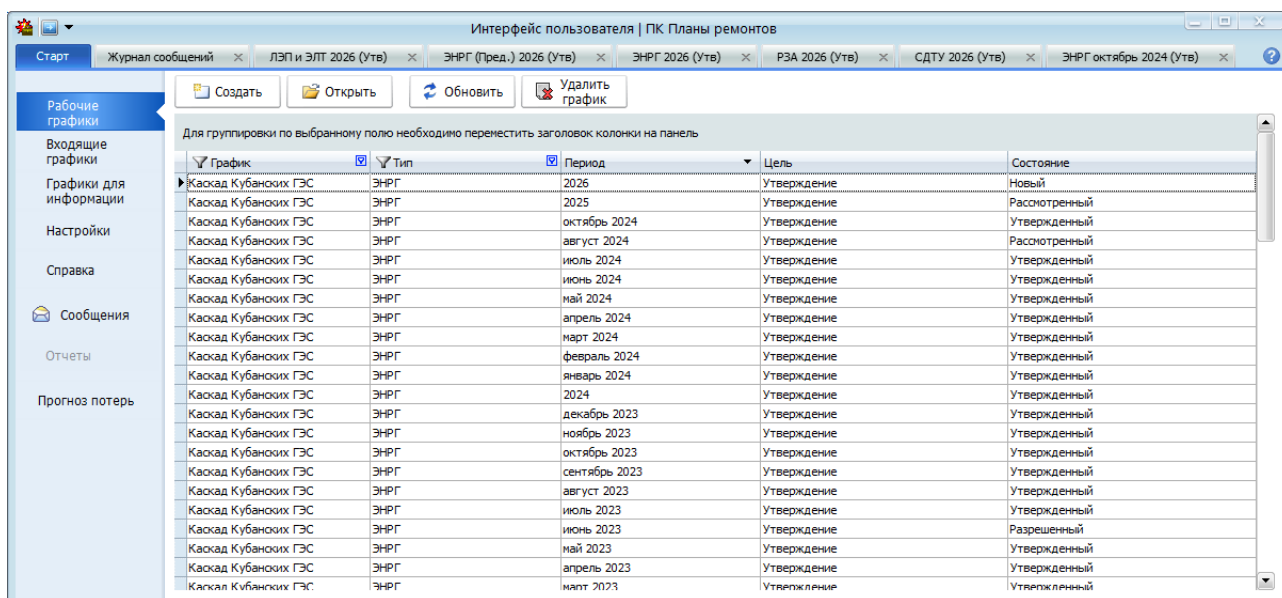 Интерфейс пользователя | ПК Планы ремонтов
Старт Журнал сообщений ЛЭП и ЭЛТ 2026 (Утв) ЭНРГ (Пред.) 2026 (Утв) ЭНРГ 2026 (Утв) РЗА 2026 (Утв) СДТУ 2026 (Утв) ЭНРГ октябрь 2024 (Утв)
Рабочие
графики
Входящие
графики
Графики для
информации
Настройки
Справка
Сообщения
Отчеты
Прогноз потерь
Создать Открыть Обновить Удалить
график
Для группировки по выбранному полю необходимо переместить заголовок колонки на панель
График Тип Период Цель Состояние
Каскад Кубанских ГЭС ЭНРГ 2026 Утверждение Новый
Каскад Кубанских ГЭС ЭНРГ 2025 Утверждение Рассмотренный
Каскад Кубанских ГЭС ЭНРГ октябрь 2024 Утверждение Утвержденный
Каскад Кубанских ГЭС ЭНРГ август 2024 Утверждение Рассмотренный
Каскад Кубанских ГЭС ЭНРГ июль 2024 Утверждение Утвержденный
Каскад Кубанских ГЭС ЭНРГ июнь 2024 Утверждение Утвержденный
Каскад Кубанских ГЭС ЭНРГ май 2024 Утверждение Утвержденный
Каскад Кубанских ГЭС ЭНРГ апрель 2024 Утверждение Утвержденный
Каскад Кубанских ГЭС ЭНРГ март 2024 Утверждение Утвержденный
Каскад Кубанских ГЭС ЭНРГ февраль 2024 Утверждение Утвержденный
Каскад Кубанских ГЭС ЭНРГ январь 2024 Утверждение Утвержденный
Каскад Кубанских ГЭС ЭНРГ 2024 Утверждение Утвержденный
Каскад Кубанских ГЭС ЭНРГ декабрь 2023 Утверждение Утвержденный
Каскад Кубанских ГЭС ЭНРГ ноябрь 2023 Утверждение Утвержденный
Каскад Кубанских ГЭС ЭНРГ октябрь 2023 Утверждение Утвержденный
Каскад Кубанских ГЭС ЭНРГ сентябрь 2023 Утверждение Утвержденный
Каскад Кубанских ГЭС ЭНРГ август 2023 Утверждение Утвержденный
Каскад Кубанских ГЭС ЭНРГ июль 2023 Утверждение Утвержденный
Каскад Кубанских ГЭС ЭНРГ июнь 2023 Утверждение Разрешенный
Каскад Кубанских ГЭС ЭНРГ май 2023 Утверждение Утвержденный
Каскад Кубанских ГЭС ЭНРГ апрель 2023 Утверждение Утвержденный
Каскад Кубанских ГЭС ЭНРГ март 2023 Утверждение Утвержденный